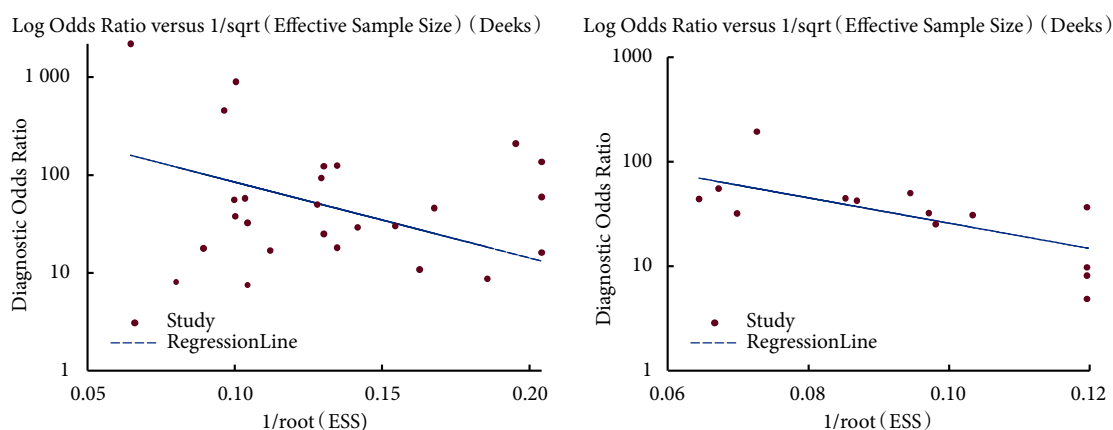 Log Odds Ratio versus 1/sqrt (Effective Sample Size) (Deeks)
Diagnostic Odds Ratio
1 000
100
10
1
Study
RegressionLine
0.05
0.10
0.15
0.20
1/root (ESS)
Log Odds Ratio versus 1/sqrt (Effective Sample Size) (Deeks)
Diagnostic Odds Ratio
1000
100
10
1
Study
RegressionLine
0.06
0.08
0.10
0.12
1/root (ESS)